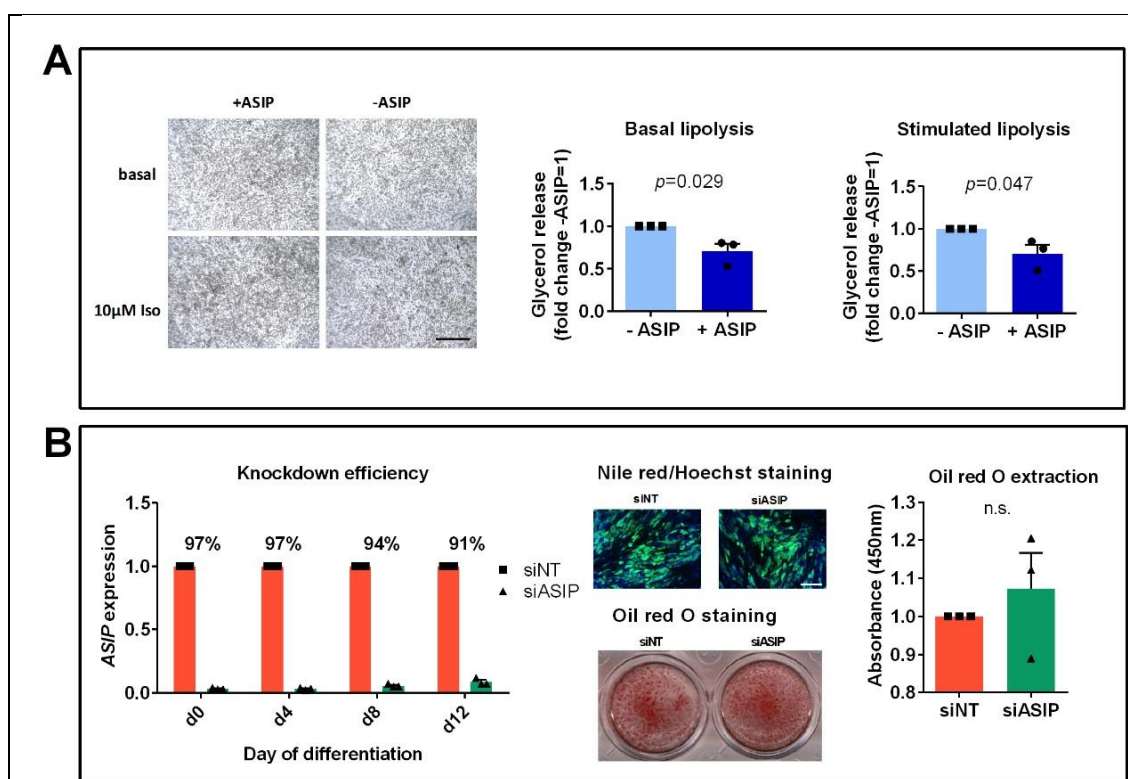 A
+ASIP
-ASIP
basal
10µM Iso
Basal lipolysis
Glycerol release
(fold change -ASIP=1)
1.5
1.0
0.5
0.0
p=0.029
- ASIP
+ ASIP
Stimulated lipolysis
Glycerol release
(fold change -ASIP=1)
1.5
1.0
0.5
0.0
p=0.047
- ASIP
+ ASIP
B
Knockdown efficiency
ASIP expression
1.5
1.0
0.5
0.0
97%
97%
94%
91%
d0
d4
d8
d12
Day of differentiation
siNT
siASIP
Nile red/Hoechst staining
siNT
siASIP
Oil red O staining
siNT
siASIP
Oil red O extraction
Absorbance (450nm)
1.3
1.2
1.1
1.0
0.9
0.8
n.s.
siNT
siASIP